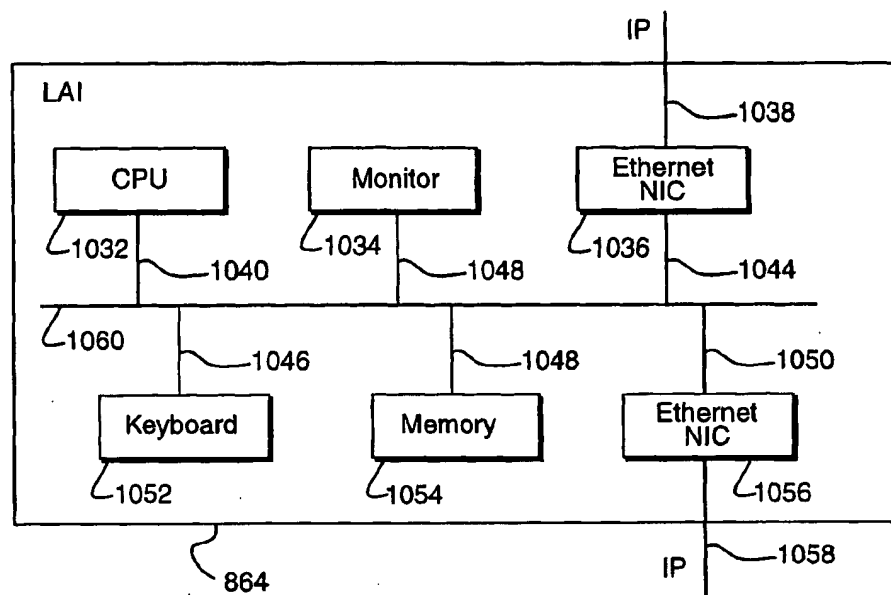 IP
LAI
1038
CPU
Monitor
Ethernet
NIC
1032
1040
1034
1048
1036
1044
1060
1046
1048
1050
Keyboard
Memory
Ethernet
NIC
1052
1054
1056
864
IP
1058